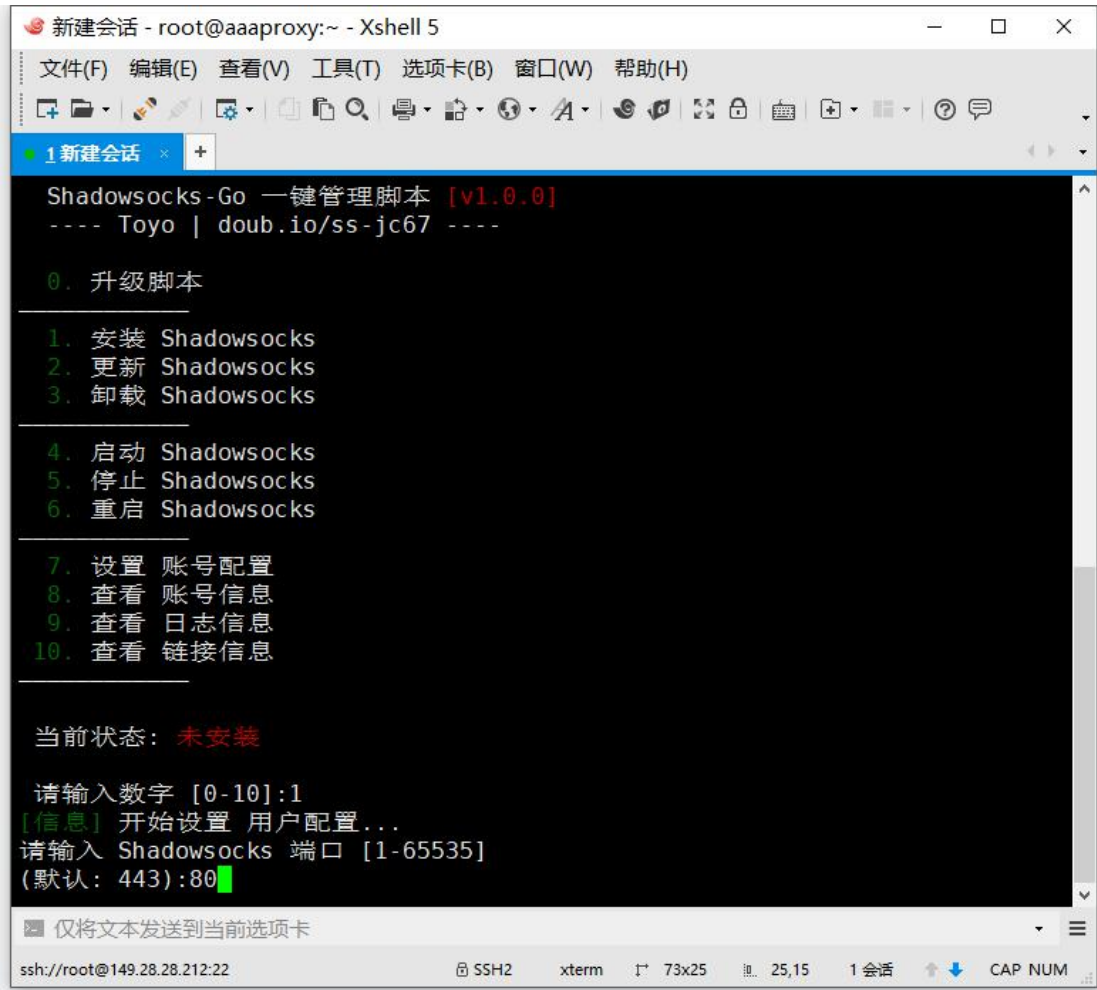 新建会话 - root@aaaproxy:~ - Xshell 5
文件(F) 编辑(E) 查看(V) 工具(T) 选项卡(B) 窗口(W) 帮助(H)
1 新建会话 × +
Shadowsocks-Go 一键管理脚本 [v1.0.0]
---- Toyo | doub.io/ss-jc67 ----
0. 升级脚本
————————————
1. 安装 Shadowsocks
2. 更新 Shadowsocks
3. 卸载 Shadowsocks
————————————
4. 启动 Shadowsocks
5. 停止 Shadowsocks
6. 重启 Shadowsocks
————————————
7. 设置 账号配置
8. 查看 账号信息
9. 查看 日志信息
10. 查看 链接信息
————————————
当前状态: 未安装
请输入数字 [0-10]:1
[信息] 开始设置 用户配置...
请输入 Shadowsocks 端口 [1-65535]
(默认: 443):80
仅将文本发送到当前选项卡
ssh://root@149.28.28.212:22 SSH2 xterm 73x25 25,15 1 会话 CAP NUM